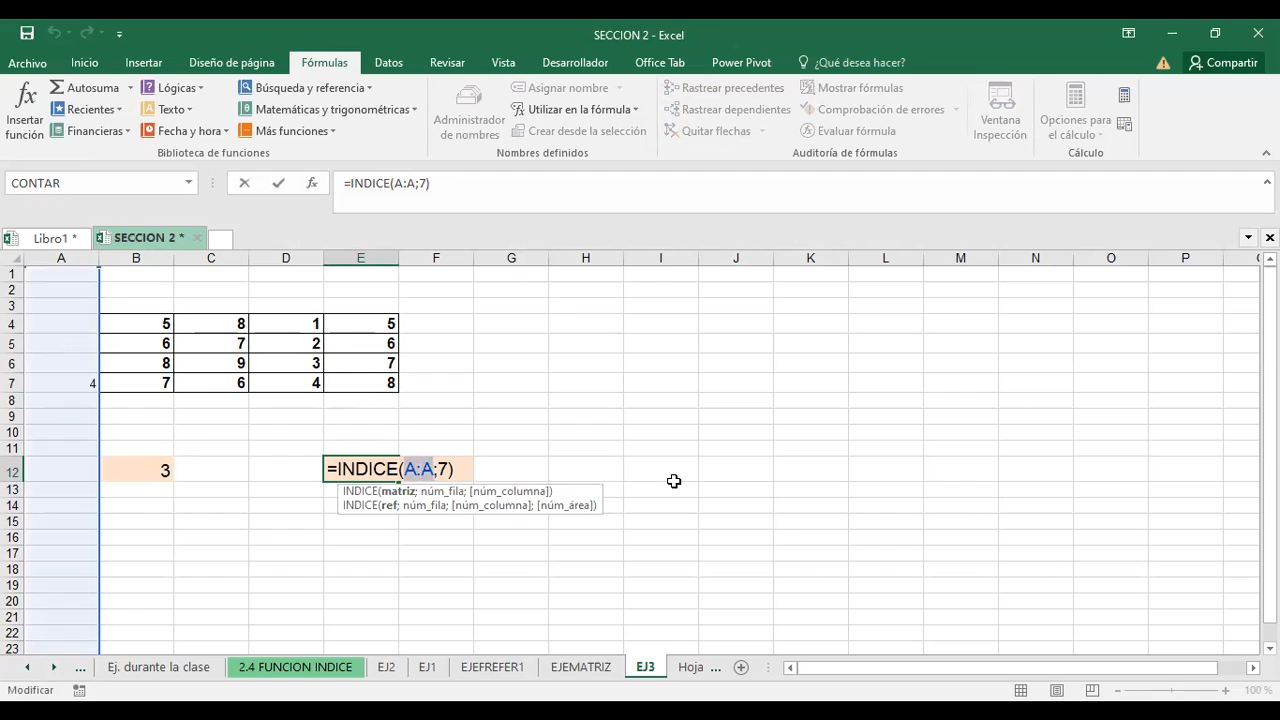 SECCION 2 - Excel
Archivo Inicio Insertar Diseño de página Fórmulas Datos Revisar Vista Desarrollador Office Tab Power Pivot ¿Qué desea hacer? Compartir
fx Insertar función
Autosuma Lógicas Búsqueda y referencia
Recientes Texto Matemáticas y trigonométricas
Financieras Fecha y hora Más funciones
Biblioteca de funciones
Administrador de nombres
Asignar nombre
Utilizar en la fórmula
Crear desde la selección
Nombres definidos
Rastrear precedentes Mostrar fórmulas
Rastrear dependientes Comprobación de errores
Quitar flechas Evaluar fórmula
Auditoría de fórmulas
Ventana Inspección
Opciones para el cálculo
Cálculo
CONTAR fx =INDICE(A:A;7)
Libro1 * SECCION 2 *
A B C D E F G H I J K L M N O P
1
2
3
4 5 8 1 5
5 6 7 2 6
6 8 9 3 7
7 4 7 6 4 8
8
9
10
11
12 3 =INDICE(A:A;7)
13 INDICE(matriz; núm_fila; [núm_columna])
14 INDICE(ref; núm_fila; [núm_columna]; [núm_área])
15
16
17
18
19
20
21
22
23
... Ej. durante la clase 2.4 FUNCION INDICE EJ2 EJ1 EJEFREFER1 EJEMATRIZ EJ3 Hoja ...
Modificar 100 %